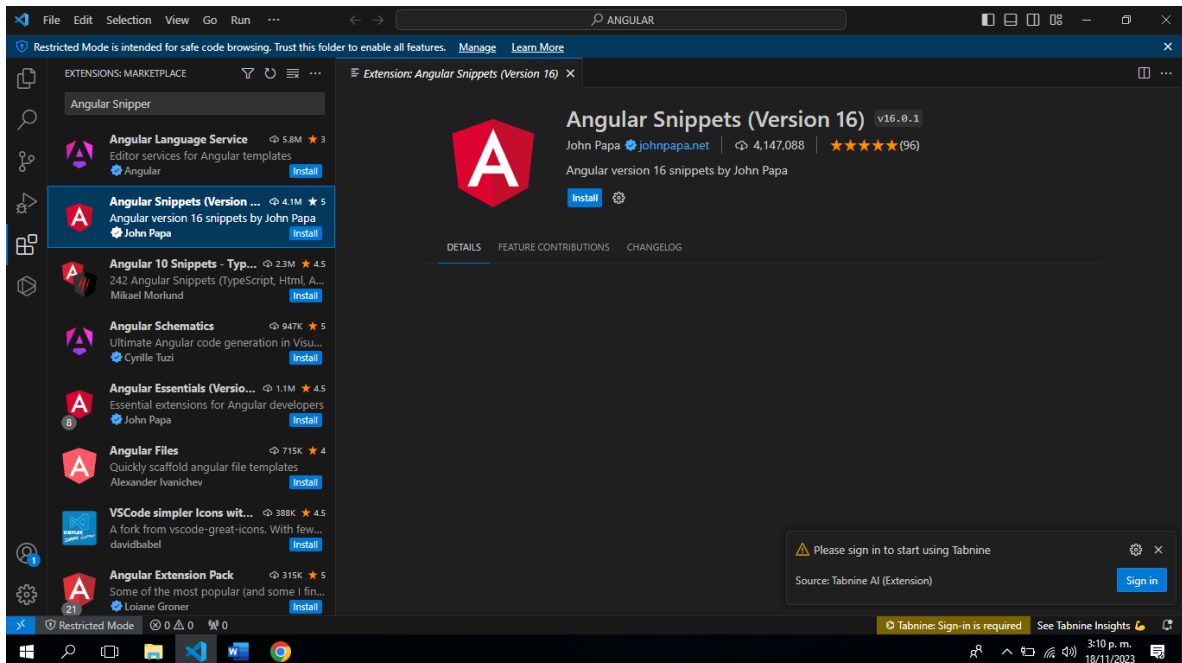 File Edit Selection View Go Run ···
ANGULAR
Restricted Mode is intended for safe code browsing. Trust this folder to enable all features. Manage Learn More
EXTENSIONS: MARKETPLACE
Extension: Angular Snippets (Version 16)
Angular Snipper
Angular Language Service 5.8M ★ 3
Editor services for Angular templates
Angular Install
Angular Snippets (Version ... 4.1M ★ 5
Angular version 16 snippets by John Papa
John Papa Install
Angular 10 Snippets - Typ... 2.3M ★ 4.5
242 Angular Snippets (TypeScript, Html, A...
Mikael Morlund Install
Angular Schematics 947K ★ 5
Ultimate Angular code generation in Visu...
Cyrille Tuzi Install
Angular Essentials (Versio... 1.1M ★ 4.5
Essential extensions for Angular developers
8 John Papa Install
Angular Files 715K ★ 4
Quickly scaffold angular file templates
Alexander Ivanichev Install
VSCode simpler Icons wit... 388K ★ 4.5
A fork from vscode-great-icons. With few...
davidbabel Install
Angular Extension Pack 315K ★ 5
Some of the most popular (and some I fin...
21 Loiane Groner Install
Angular Snippets (Version 16) v16.0.1
John Papa johnpapa.net 4,147,088 ★★★★★(96)
Angular version 16 snippets by John Papa
Install
DETAILS FEATURE CONTRIBUTIONS CHANGELOG
Please sign in to start using Tabnine
Source: Tabnine AI (Extension) Sign in
1
Restricted Mode 0 0 0 Tabnine: Sign-in is required See Tabnine Insights
3:10 p. m.
18/11/2023